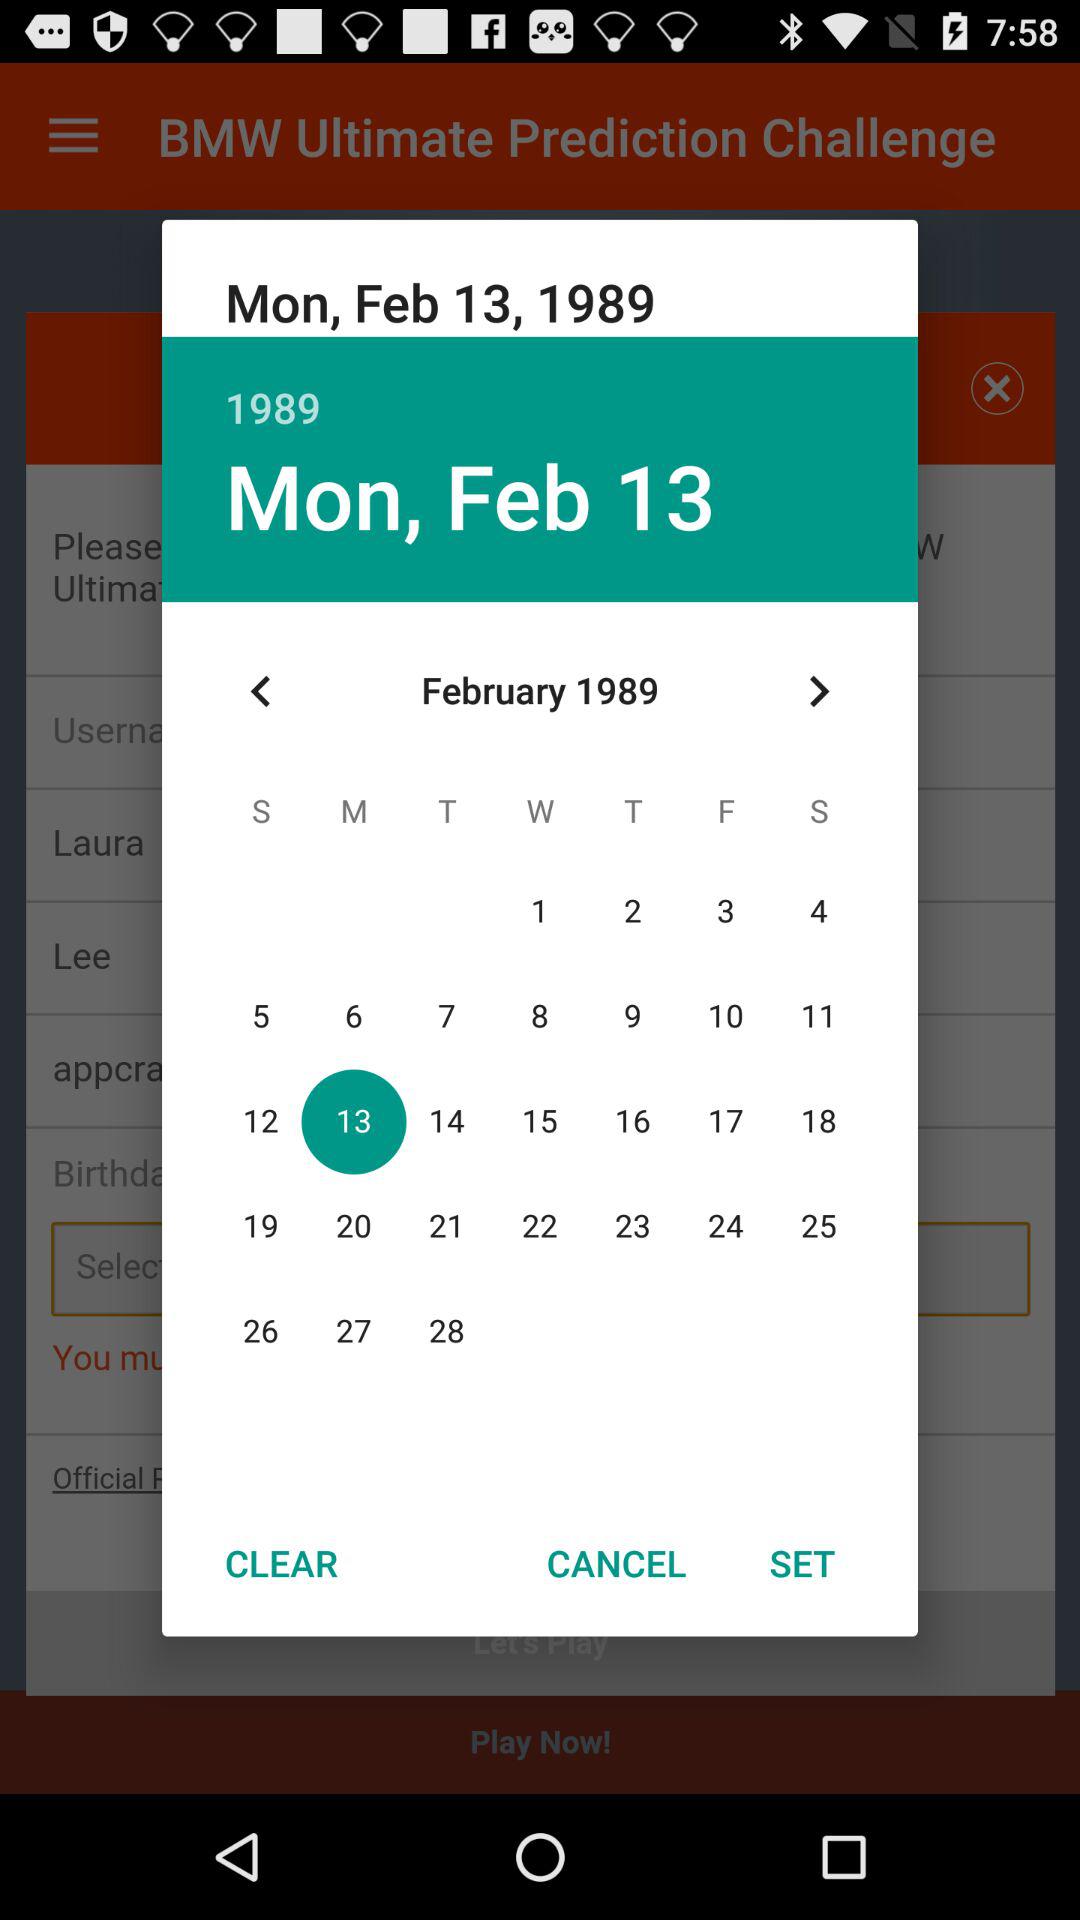 7:58
BMW Ultimate Prediction Challenge
Mon, Feb 13, 1989
1989
Mon, Feb 13
Please
W
Ultima
February 1989
Userna
S M T W T F S
Laura
1 2 3 4
Lee
5 6 7 8 9 10 11
appcra
12 13 14 15 16 17 18
Birthda
19 20 21 22 23 24 25
Select
26 27 28
You mu
Official
CLEAR CANCEL SET
Let's Play
Play Now!